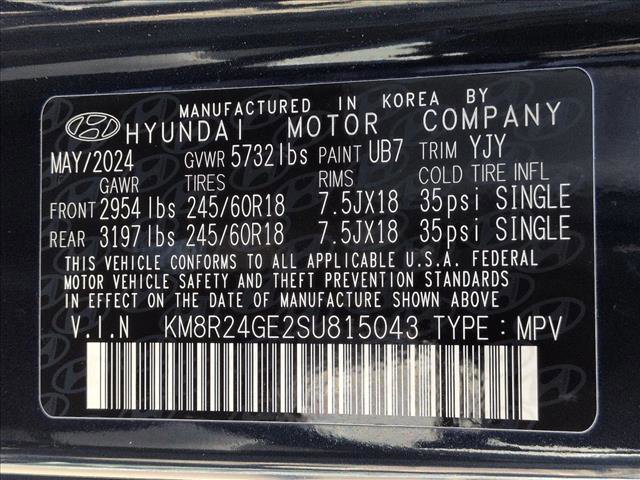 MANUFACTURED IN KOREA BY
HYUNDAI MOTOR COMPANY
MAY/2024 GVWR 5732lbs PAINT UB7 TRIM YJY
GAWR TIRES RIMS COLD TIRE INFL
FRONT 2954lbs 245/60R18 7.5JX18 35psi SINGLE
REAR 3197lbs 245/60R18 7.5JX18 35psi SINGLE
THIS VEHICLE CONFORMS TO ALL APPLICABLE U.S.A. FEDERAL
MOTOR VEHICLE SAFETY AND THEFT PREVENTION STANDARDS
IN EFFECT ON THE DATE OF MANUFACTURE SHOWN ABOVE
V.I.N KM8R24GE2SU815043 TYPE : MPV